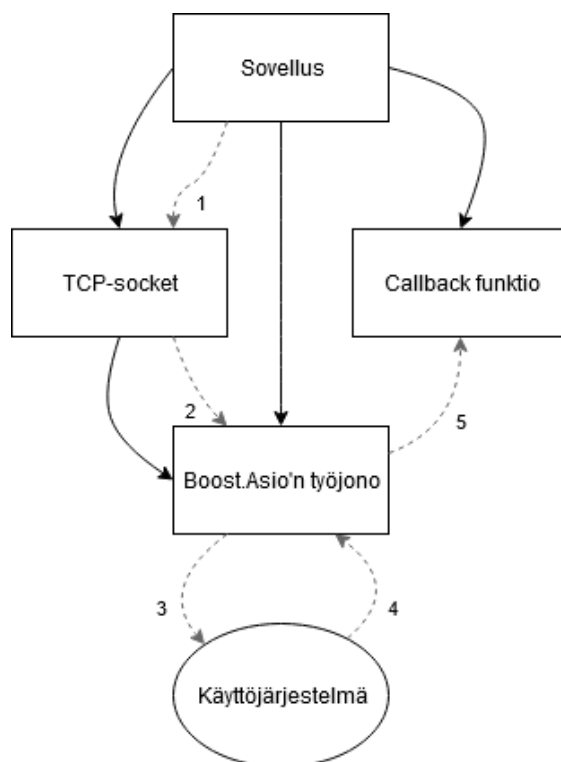 Sovellus
1
TCP-socket
Callback funktio
2
5
Boost.Asio'n työjono
3
4
Käyttöjärjestelmä